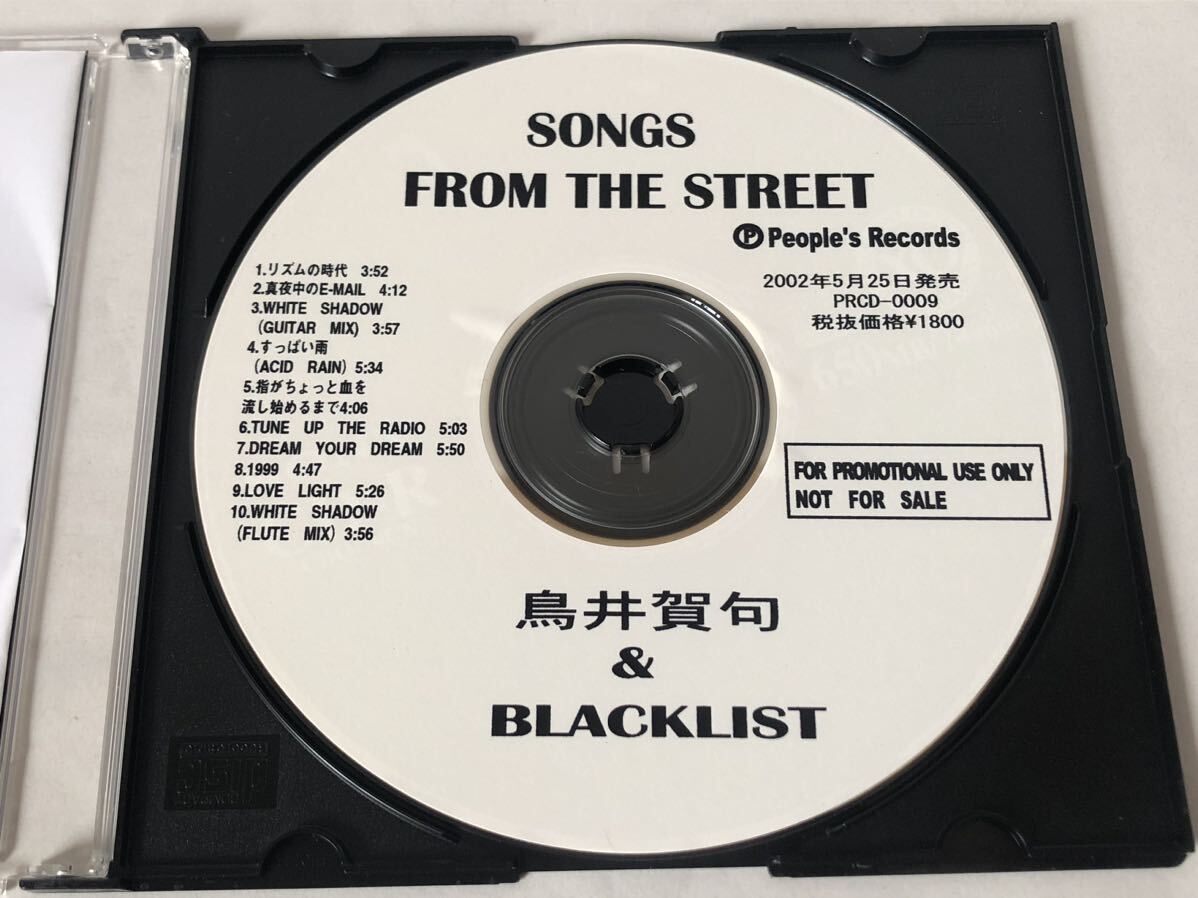 SONGS
FROM THE STREET
Ⓟ People's Records
1.リズムの時代 3:52
2.真夜中のE-MAIL 4:12
3.WHITE SHADOW
(GUITAR MIX) 3:57
4.すっぱい雨
(ACID RAIN) 5:34
5.指がちょっと血を
流し始めるまで4:06
6.TUNE UP THE RADIO 5:03
7.DREAM YOUR DREAM 5:50
8.1999 4:47
9.LOVE LIGHT 5:26
10.WHITE SHADOW
(FLUTE MIX) 3:56
2002年5月25日発売
PRCD-0009
税抜価格¥1800
FOR PROMOTIONAL USE ONLY
NOT FOR SALE
鳥井賀句
&
BLACKLIST